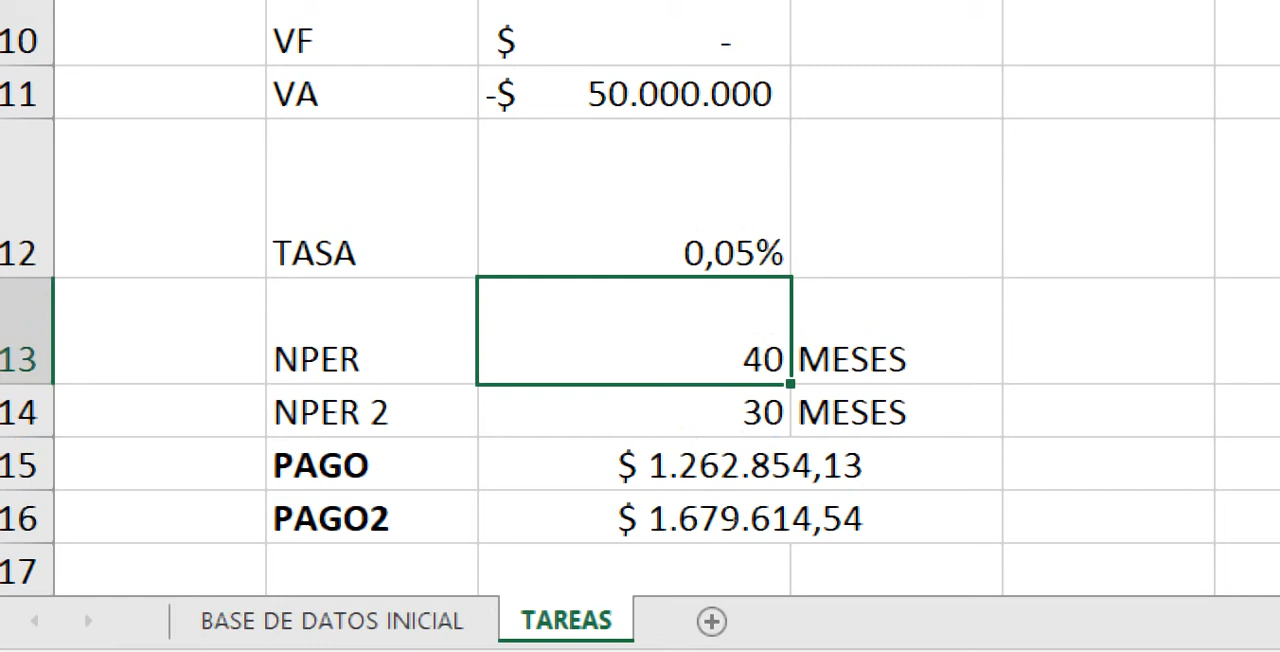 10 VF $ -
11 VA -$ 50.000.000
12 TASA 0,05%
13 NPER 40 MESES
14 NPER 2 30 MESES
15 PAGO $ 1.262.854,13
16 PAGO2 $ 1.679.614,54
17
BASE DE DATOS INICIAL TAREAS